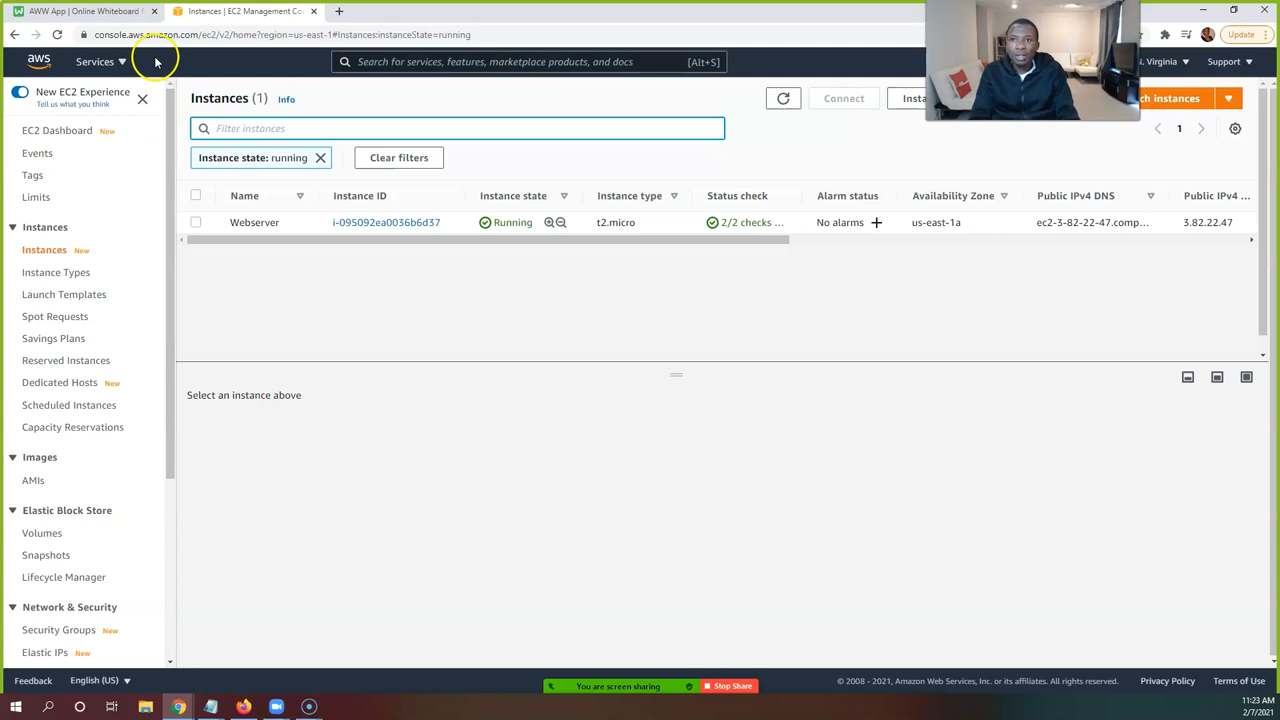 AWW App | Online Whiteboard
Instances | EC2 Management Co
console.aws.amazon.com/ec2/v2/home?region=us-east-1#Instances:instanceState=running
Update
aws
Services
Search for services, features, marketplace products, and docs [Alt+S]
N. Virginia
Support
New EC2 Experience
Tell us what you think
EC2 Dashboard New
Events
Tags
Limits
Instances
Instances New
Instance Types
Launch Templates
Spot Requests
Savings Plans
Reserved Instances
Dedicated Hosts New
Scheduled Instances
Capacity Reservations
Images
AMIs
Elastic Block Store
Volumes
Snapshots
Lifecycle Manager
Network & Security
Security Groups New
Elastic IPs New
Instances (1) Info
Connect
Insta
ch instances
Filter instances
1
Instance state: running
Clear filters
Name Instance ID Instance state Instance type Status check Alarm status Availability Zone Public IPv4 DNS Public IPv4 ...
Webserver i-095092ea0036b6d37 Running t2.micro 2/2 checks ... No alarms + us-east-1a ec2-3-82-22-47.comp... 3.82.22.47
Select an instance above
Feedback English (US)
You are screen sharing Stop Share
© 2008 - 2021, Amazon Web Services, Inc. or its affiliates. All rights reserved. Privacy Policy Terms of Use
11:23 AM
2/7/2021